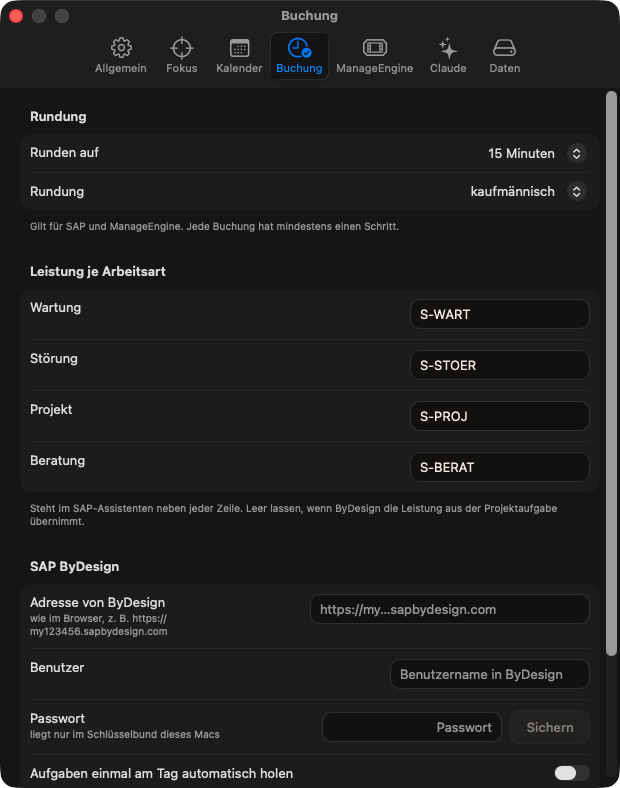 Buchung
Allgemein
Fokus
Kalender
Buchung
ManageEngine
Claude
Daten
Rundung
Runden auf
15 Minuten
Rundung
kaufmännisch
Gilt für SAP und ManageEngine. Jede Buchung hat mindestens einen Schritt.
Leistung je Arbeitsart
Wartung
S-WART
Störung
S-STOER
Projekt
S-PROJ
Beratung
S-BERAT
Steht im SAP-Assistenten neben jeder Zeile. Leer lassen, wenn ByDesign die Leistung aus der Projektaufgabe
übernimmt.
SAP ByDesign
Adresse von ByDesign
wie im Browser, z. B. https://
my123456.sapbydesign.com
https://my...sapbydesign.com
Benutzer
Benutzername in ByDesign
Passwort
liegt nur im Schlüsselbund dieses Macs
Passwort
Sichern
Aufgaben einmal am Tag automatisch holen